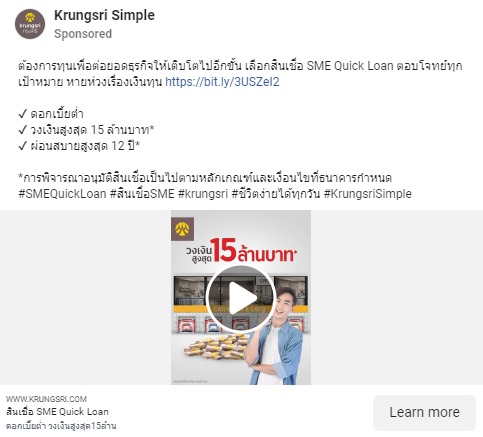 krungsri
กรุงศรี
Krungsri Simple
Sponsored
ต้องการทุนเพื่อต่อยอดธุรกิจให้เติบโตไปอีกขั้น เลือกสินเชื่อ SME Quick Loan ตอบโจทย์ทุก
เป้าหมาย หายห่วงเรื่องเงินทุน https://bit.ly/3USZeI2
✓ ดอกเบี้ยต่ำ
✓ วงเงินสูงสุด 15 ล้านบาท*
✓ ผ่อนสบายสูงสุด 12 ปี*
*การพิจารณาอนุมัติสินเชื่อเป็นไปตามหลักเกณฑ์และเงื่อนไขที่ธนาคารกำหนด
#SMEQuickLoan #สินเชื่อSME #krungsri #ชีวิตง่ายได้ทุกวัน #KrungsriSimple
วงเงิน
สูงสุด 15 ล้านบาท*
WWW.KRUNGSRI.COM
สินเชื่อ SME Quick Loan
ดอกเบี้ยต่ำ วงเงินสูงสุด15ล้าน
Learn more